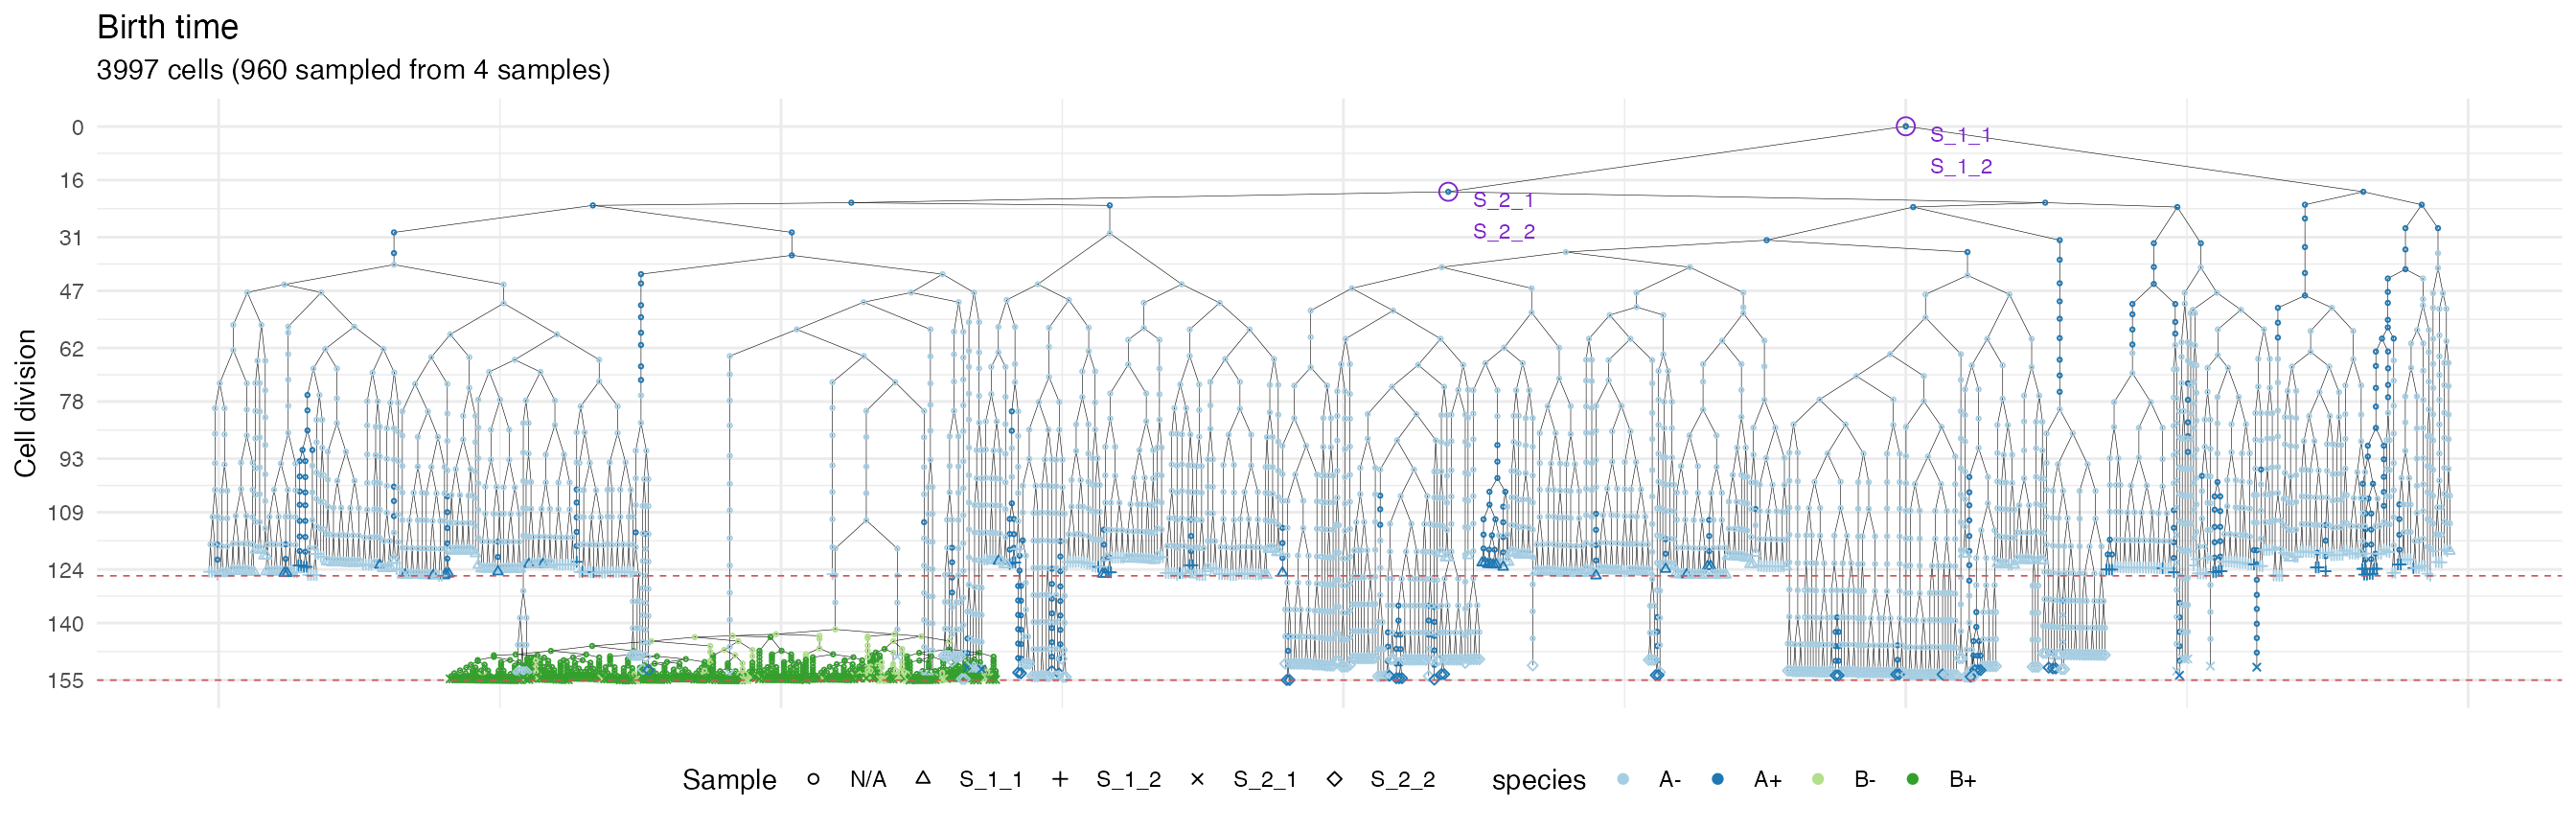 Birth time
3997 cells (960 sampled from 4 samples)
Cell division
0
16
31
47
62
78
93
109
124
140
155
S_1_1
S_1_2
S_2_1
S_2_2
Sample N/A S_1_1 S_1_2 S_2_1 S_2_2 species A- A+ B- B+